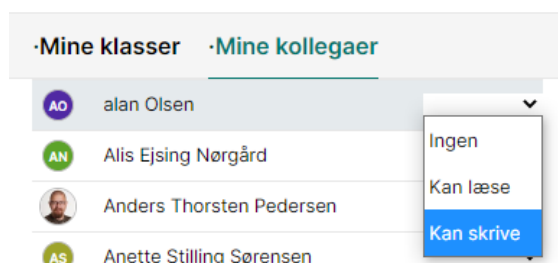 ·Mine klasser ·Mine kollegaer
AO alan Olsen
AN Alis Ejsing Nørgård
Ingen
Anders Thorsten Pedersen
Kan læse
Kan skrive
AS Anette Stilling Sørensen